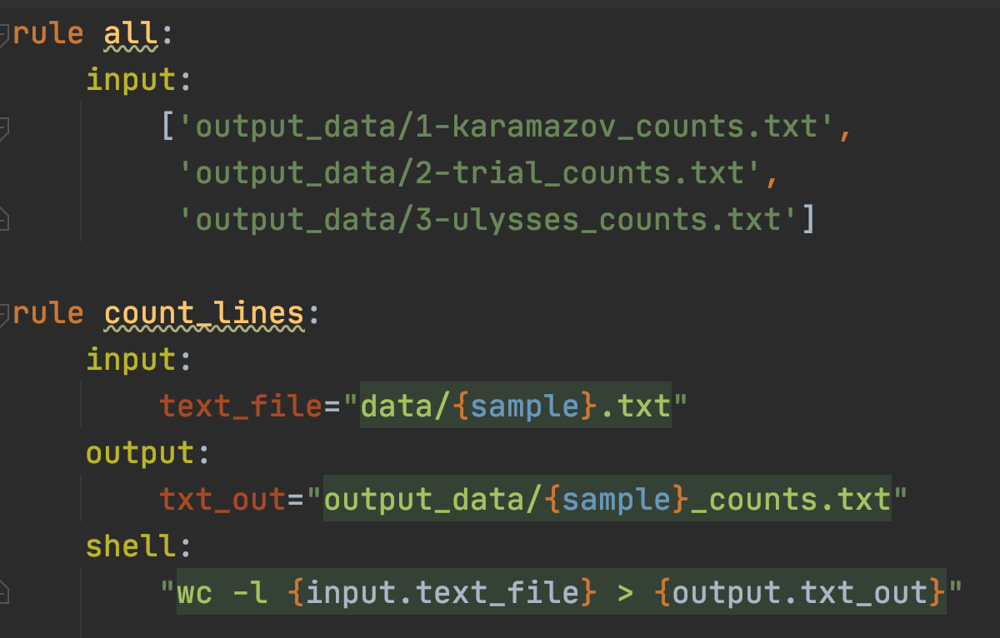 rule all:
    input:
        ['output_data/1-karamazov_counts.txt',
         'output_data/2-trial_counts.txt',
         'output_data/3-ulysses_counts.txt']

rule count_lines:
    input:
        text_file="data/{sample}.txt"
    output:
        txt_out="output_data/{sample}_counts.txt"
    shell:
        "wc -l {input.text_file} > {output.txt_out}"